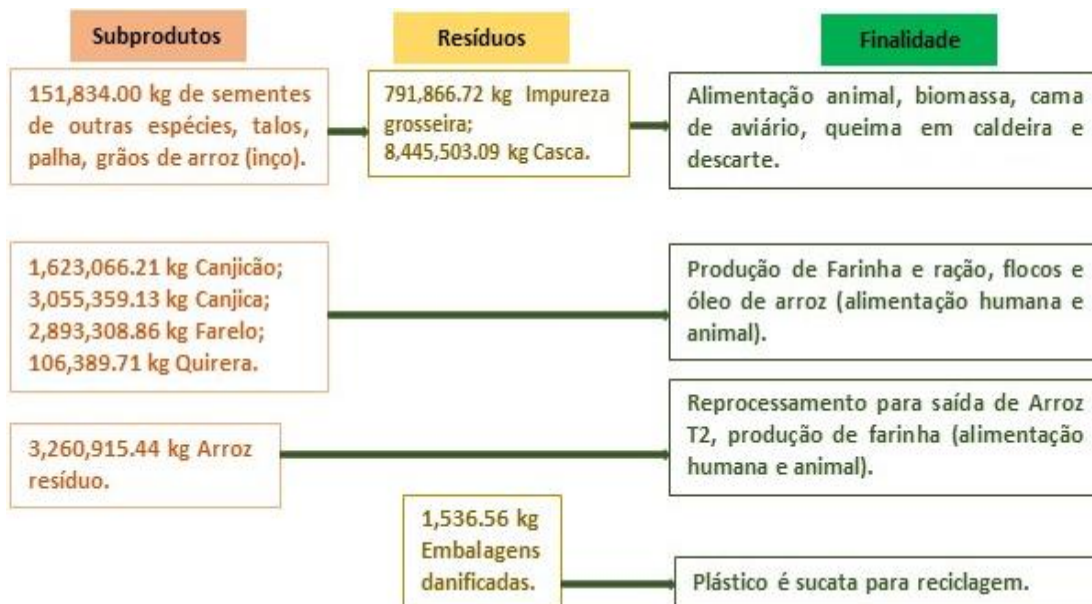 Subprodutos
Resíduos
Finalidade
151,834.00 kg de sementes
de outras espécies, talos,
palha, grãos de arroz (inço).
791,866.72 kg Impureza
grosseira;
8,445,503.09 kg Casca.
Alimentação animal, biomassa, cama
de aviário, queima em caldeira e
descarte.
1,623,066.21 kg Canjicão;
3,055,359.13 kg Canjica;
2,893,308.86 kg Farelo;
106,389.71 kg Quirera.
Produção de Farinha e ração, flocos e
óleo de arroz (alimentação humana e
animal).
3,260,915.44 kg Arroz
resíduo.
Reprocessamento para saída de Arroz
T2, produção de farinha (alimentação
humana e animal).
1,536.56 kg
Embalagens
danificadas.
Plástico é sucata para reciclagem.